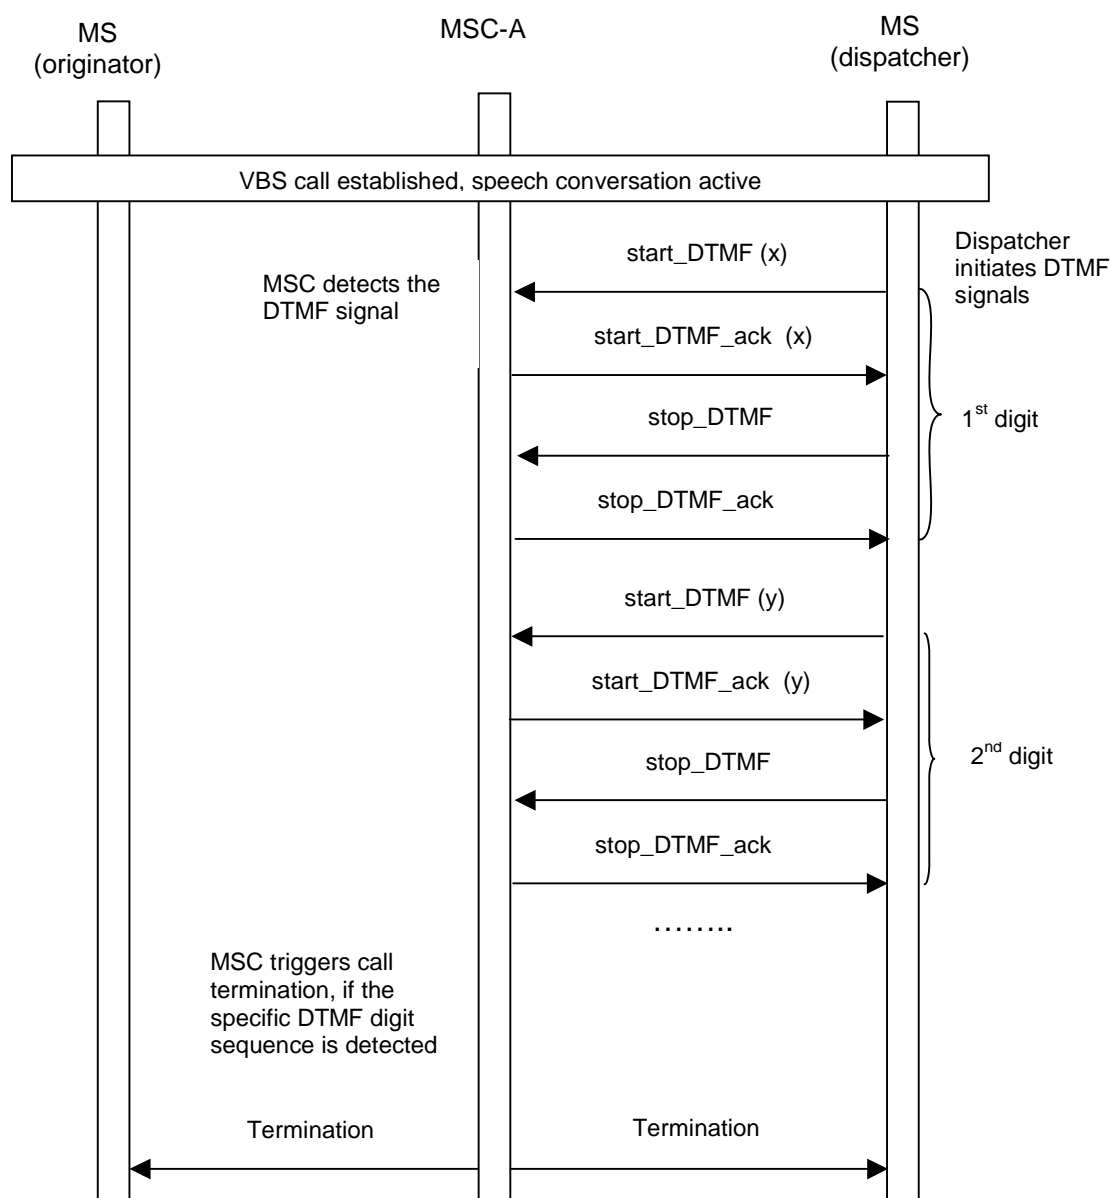 MS
(originator)
MSC-A
MS
(dispatcher)
VBS call established, speech conversation active
start_DTMF (x)
Dispatcher
initiates DTMF
signals
MSC detects the
DTMF signal
start_DTMF_ack (x)
stop_DTMF
1st digit
stop_DTMF_ack
start_DTMF (y)
start_DTMF_ack (y)
stop_DTMF
2nd digit
stop_DTMF_ack
........
MSC triggers call
termination, if the
specific DTMF digit
sequence is detected
Termination
Termination